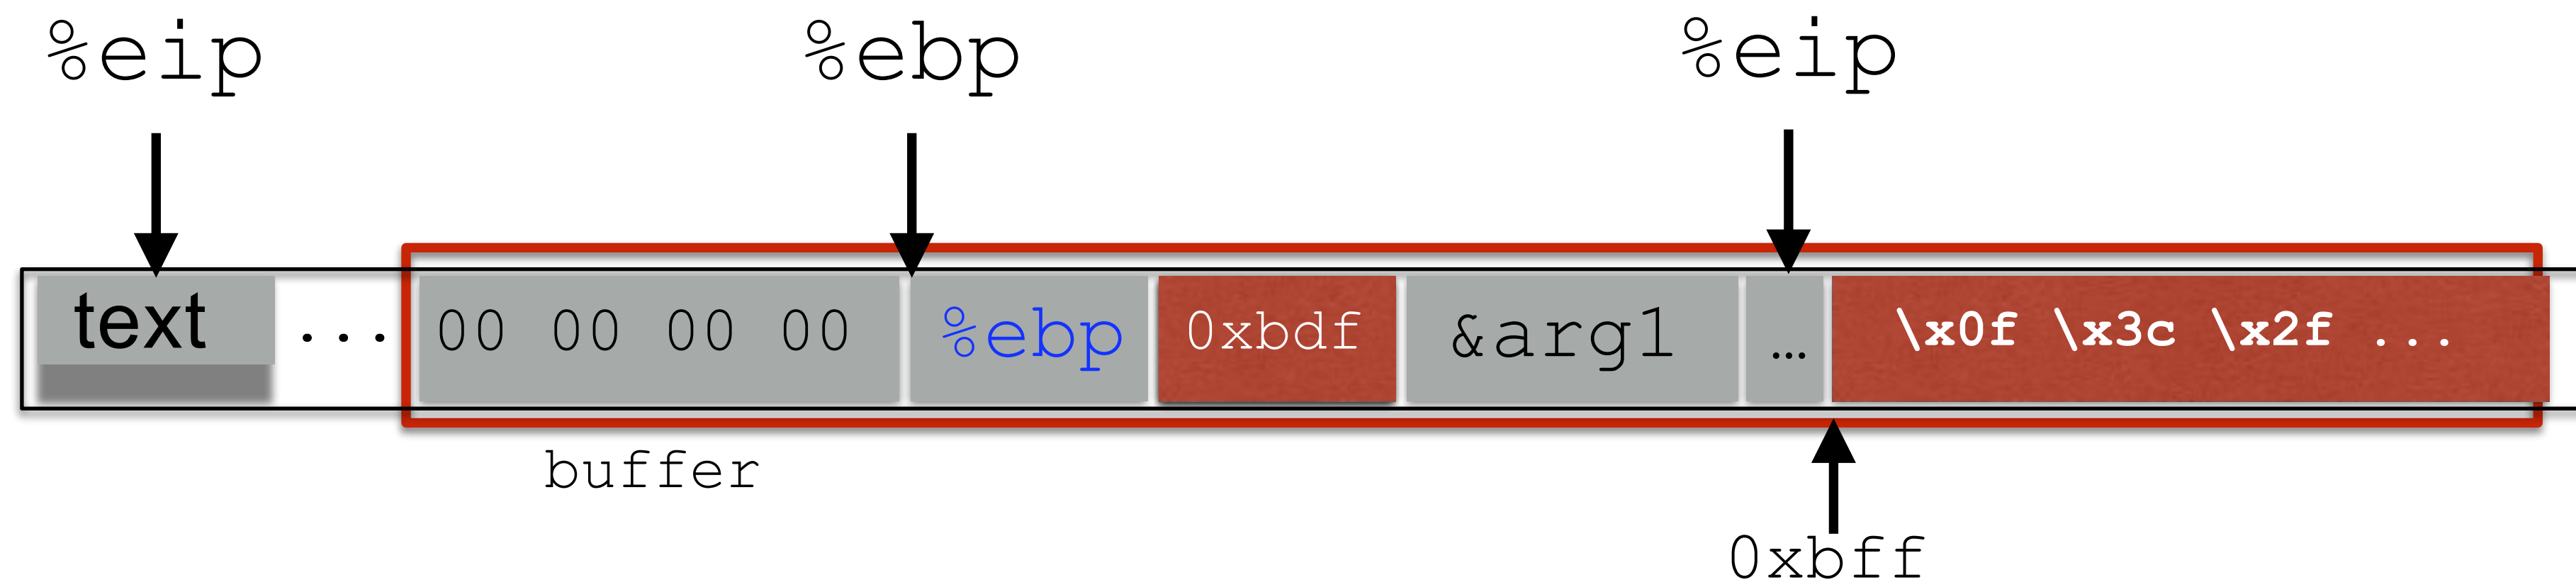 %eip %ebp %eip
text ... 00 00 00 00 %ebp 0xbdf &arg1 … \x0f \x3c \x2f ...
buffer
0xbff